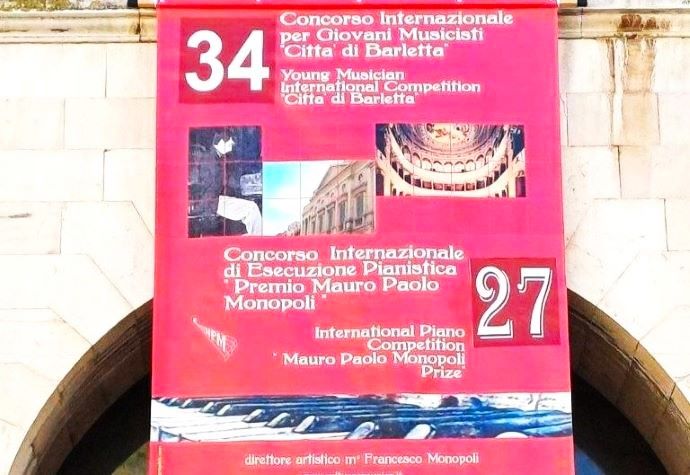 34
Concorso Internazionale
per Giovani Musicisti
"Citta' di Barletta"
Young Musician
International Competition
"Citta' di Barletta"
Concorso Internazionale
di Esecuzione Pianistica
" Premio Mauro Paolo
Monopoli "
27
International Piano
Competition
" Mauro Paolo Monopoli
Prize"
direttore artistico m° Francesco Monopoli